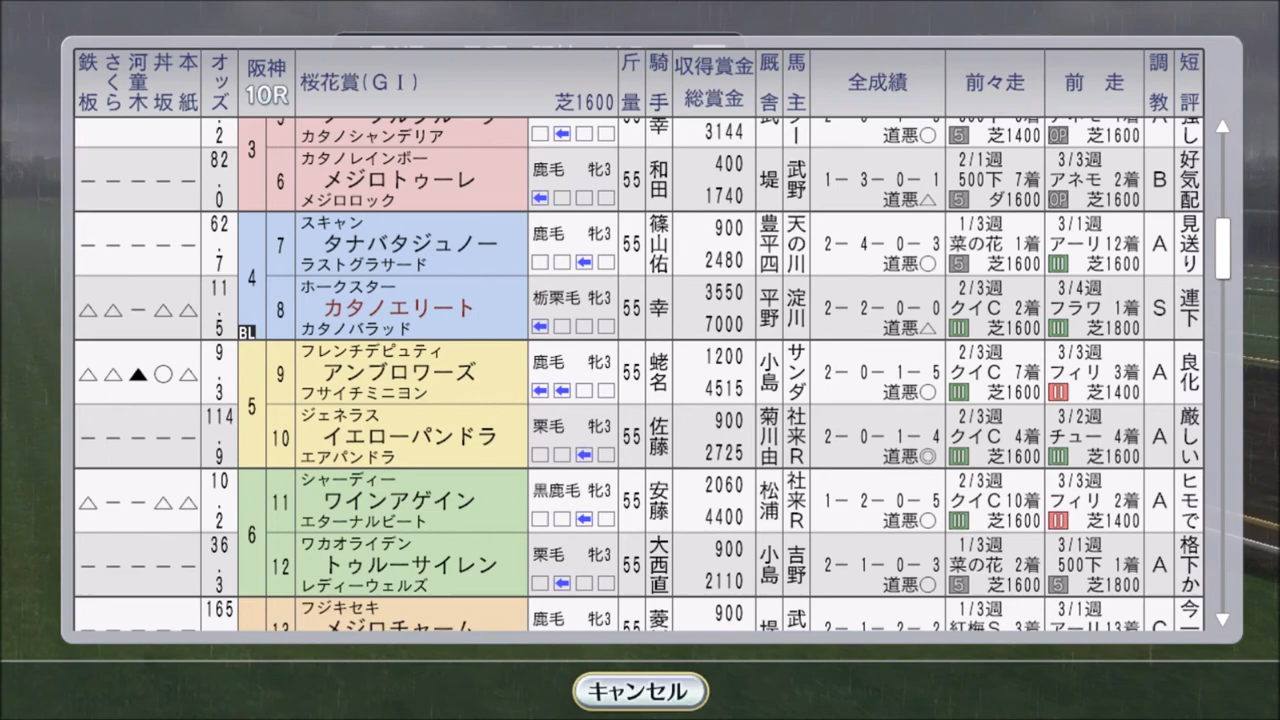 鉄板 さくら 河童木 丼坂 本紙 オッズ 阪神10R 桜花賞(GⅠ) 芝1600 斤量 騎手 収得賞金 総賞金 厩舎 馬主 全成績 前々走 前走 調教 短評
2 3 カタノシャンデリア 幸 3144 道悪○ 5 芝1400 OP 芝1600
－ － － － － 82.0 6 カタノレインボー メジロトゥーレ メジロロック 鹿毛 牝3 55 和田 400 1740 堤 武野 1－3－0－1 道悪△ 2/1週 500下 7着 5 ダ1600 3/3週 アネモ 2着 OP 芝1600 B 好気配
－ － － － － 62.7 4 7 スキャン タナバタジュノー ラストグラサード 鹿毛 牝3 55 篠山佑 900 2480 豊平四 天の川 2－4－0－3 道悪○ 1/3週 菜の花 1着 5 芝1600 3/1週 アーリ12着 III 芝1600 A 見送り
△ △ － △ △ 11.5 BL 8 ホークスター カタノエリート カタノバラッド 栃栗毛 牝3 55 幸 3550 7000 平野 淀川 2－2－0－0 道悪△ 2/3週 クイC 2着 III 芝1600 3/4週 フラワ 1着 III 芝1800 S 連下
△ △ ▲ ○ △ 9.3 5 9 フレンチデピュティ アンブロワーズ フサイチミニヨン 鹿毛 牝3 55 蛯名 1200 4515 小島 サンダ 2－0－1－5 道悪○ 2/3週 クイC 7着 III 芝1600 3/3週 フィリ 3着 II 芝1400 A 良化
－ － － － － 114.9 10 ジェネラス イエローパンドラ エアパンドラ 栗毛 牝3 55 佐藤 900 2725 菊川由 社来R 2－0－1－4 道悪◎ 2/3週 クイC 4着 III 芝1600 3/2週 チュー 4着 III 芝1600 A 厳しい
△ － － △ △ 10.2 6 11 シャーディー ワインアゲイン エターナルビート 黒鹿毛 牝3 55 安藤 2060 4400 松浦 社来R 1－2－0－5 道悪○ 2/3週 クイC10着 III 芝1600 3/3週 フィリ 2着 II 芝1400 A ヒモで
－ － － － － 36.3 12 ワカオライデン トゥルーサイレン レディーウェルズ 栗毛 牝3 55 大西直 900 2110 小島 吉野 2－1－0－3 道悪○ 1/3週 菜の花 2着 5 芝1600 3/1週 500下 1着 5 芝1800 A 格下か
165 13 フジキセキ メジロチャーム 鹿毛 牝3 55 900 堤 武 2－1－2－2 1/3週 紅梅S 3着 3/1週 アーリ13着 C 今一
キャンセル